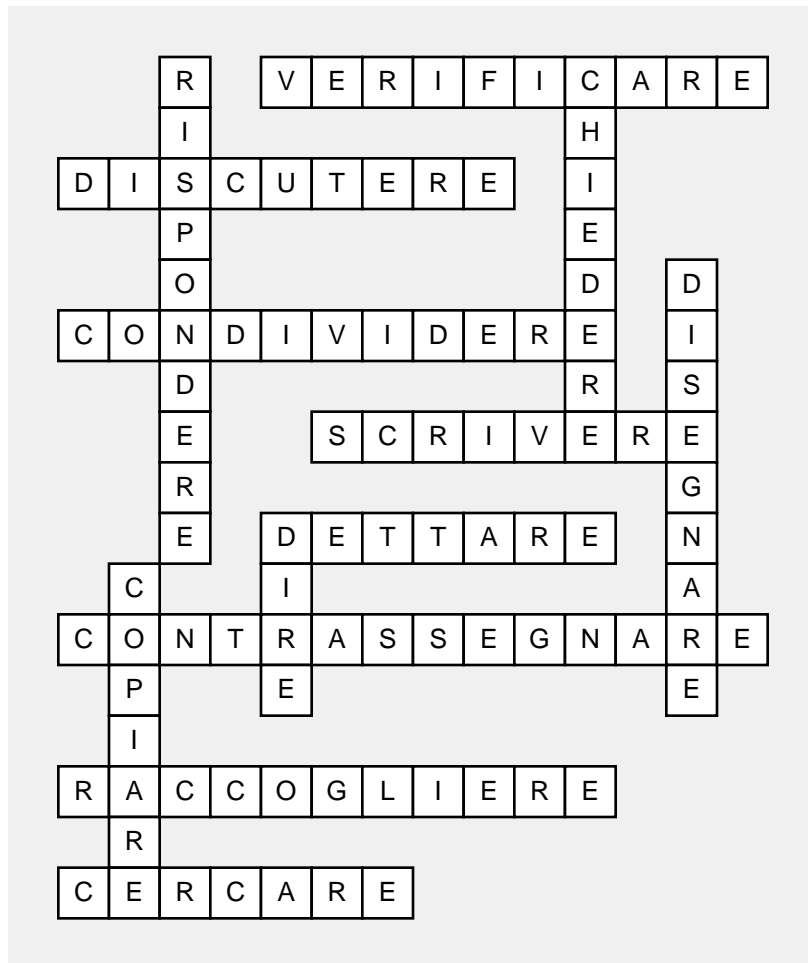 RISPONDERE
VERIFICARE
CHIEDERE
DISCUTERE
DISEGNARE
CONDIVIDERE
SCRIVERE
DETTARE
DIRE
COPIARE
CONTRASSEGNARE
RACCOGLIERE
CERCARE